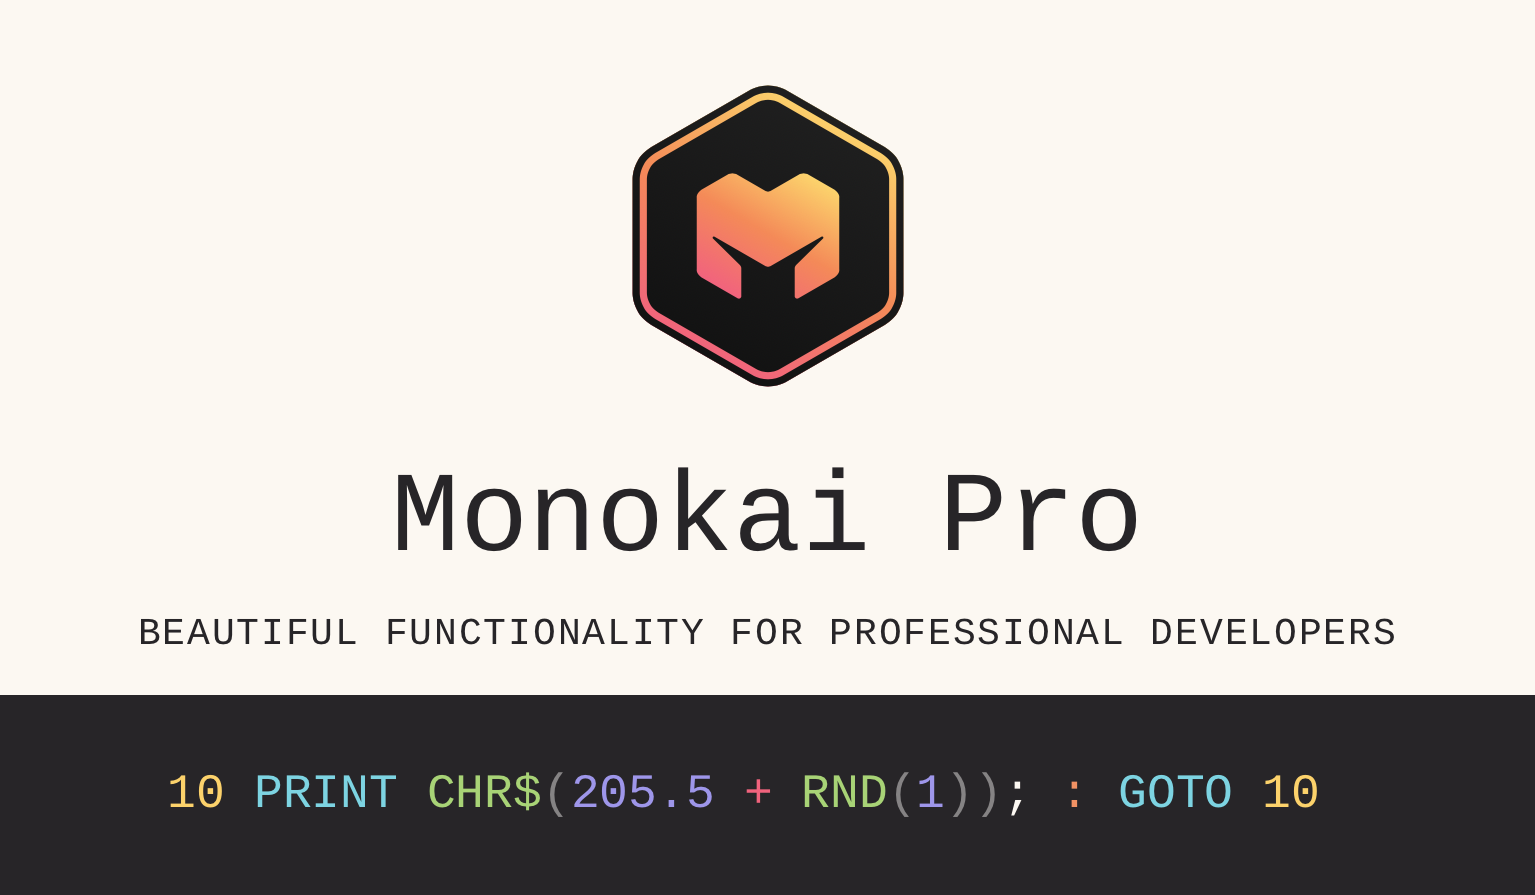 Monokai Pro
BEAUTIFUL FUNCTIONALITY FOR PROFESSIONAL DEVELOPERS
10 PRINT CHR$(205.5 + RND(1)); : GOTO 10